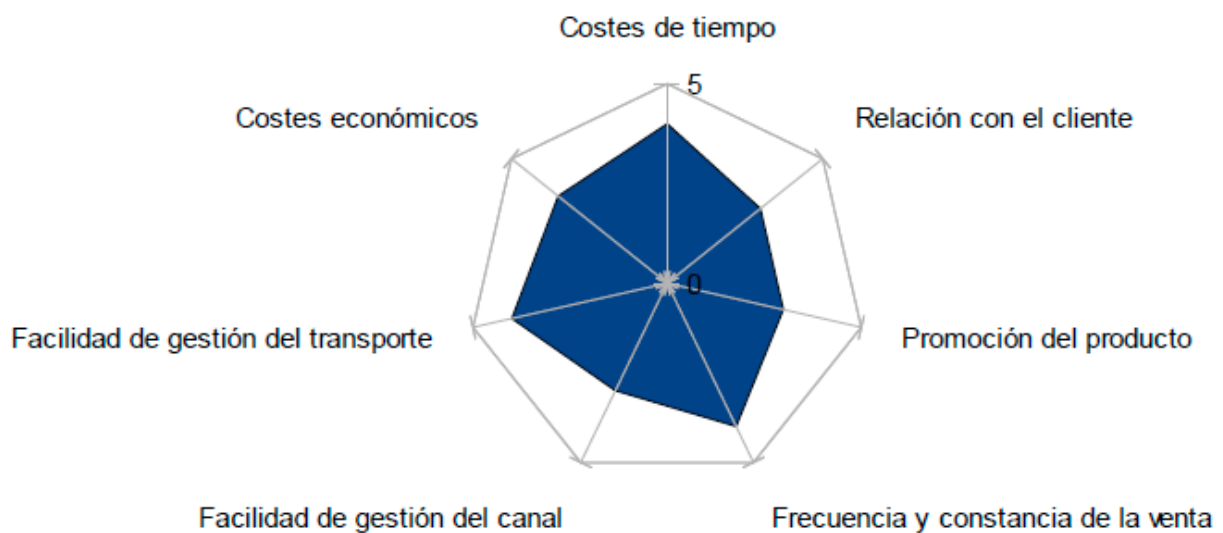 Costes de tiempo
5
Costes económicos
Relación con el cliente
0
Facilidad de gestión del transporte
Promoción del producto
Facilidad de gestión del canal
Frecuencia y constancia de la venta